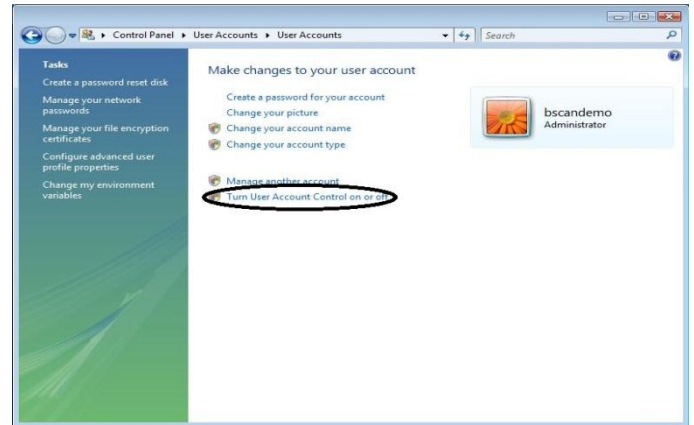 Control Panel ▸ User Accounts ▸ User Accounts
Search
Tasks
Create a password reset disk
Manage your network
passwords
Manage your file encryption
certificates
Configure advanced user
profile properties
Change my environment
variables
Make changes to your user account
Create a password for your account
Change your picture
Change your account name
Change your account type
Manage another account
Turn User Account Control on or off
bscandemo
Administrator